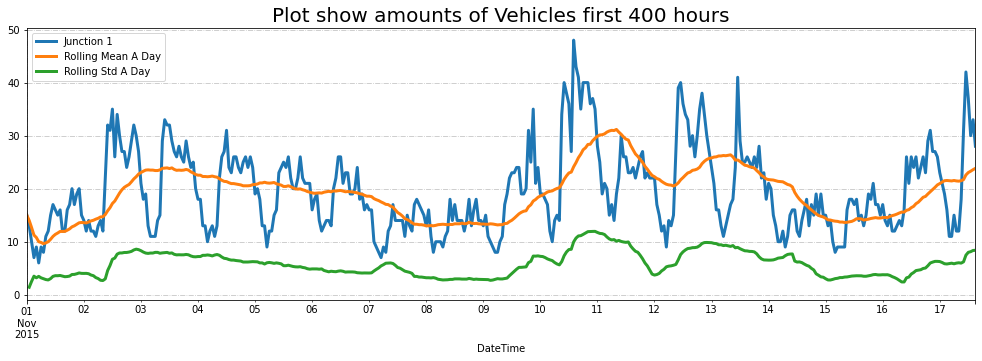 Plot show amounts of Vehicles first 400 hours
Junction 1
Rolling Mean A Day
Rolling Std A Day
50
40
30
20
10
0
01 02 03 04 05 06 07 08 09 10 11 12 13 14 15 16 17
Nov
2015
DateTime